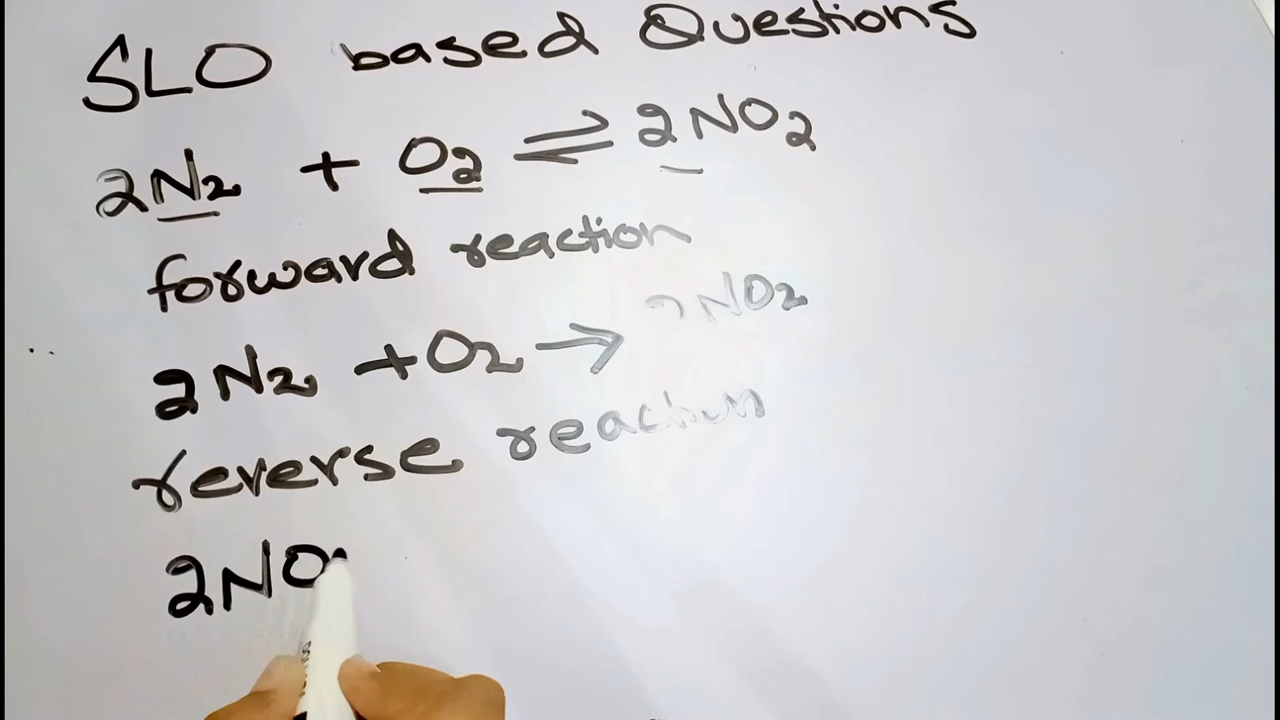 SLO based Questions
2N₂ + O₂ ⇌ 2NO₂
forward reaction
2N₂ + O₂ → 2NO₂
reverse reaction
2NO